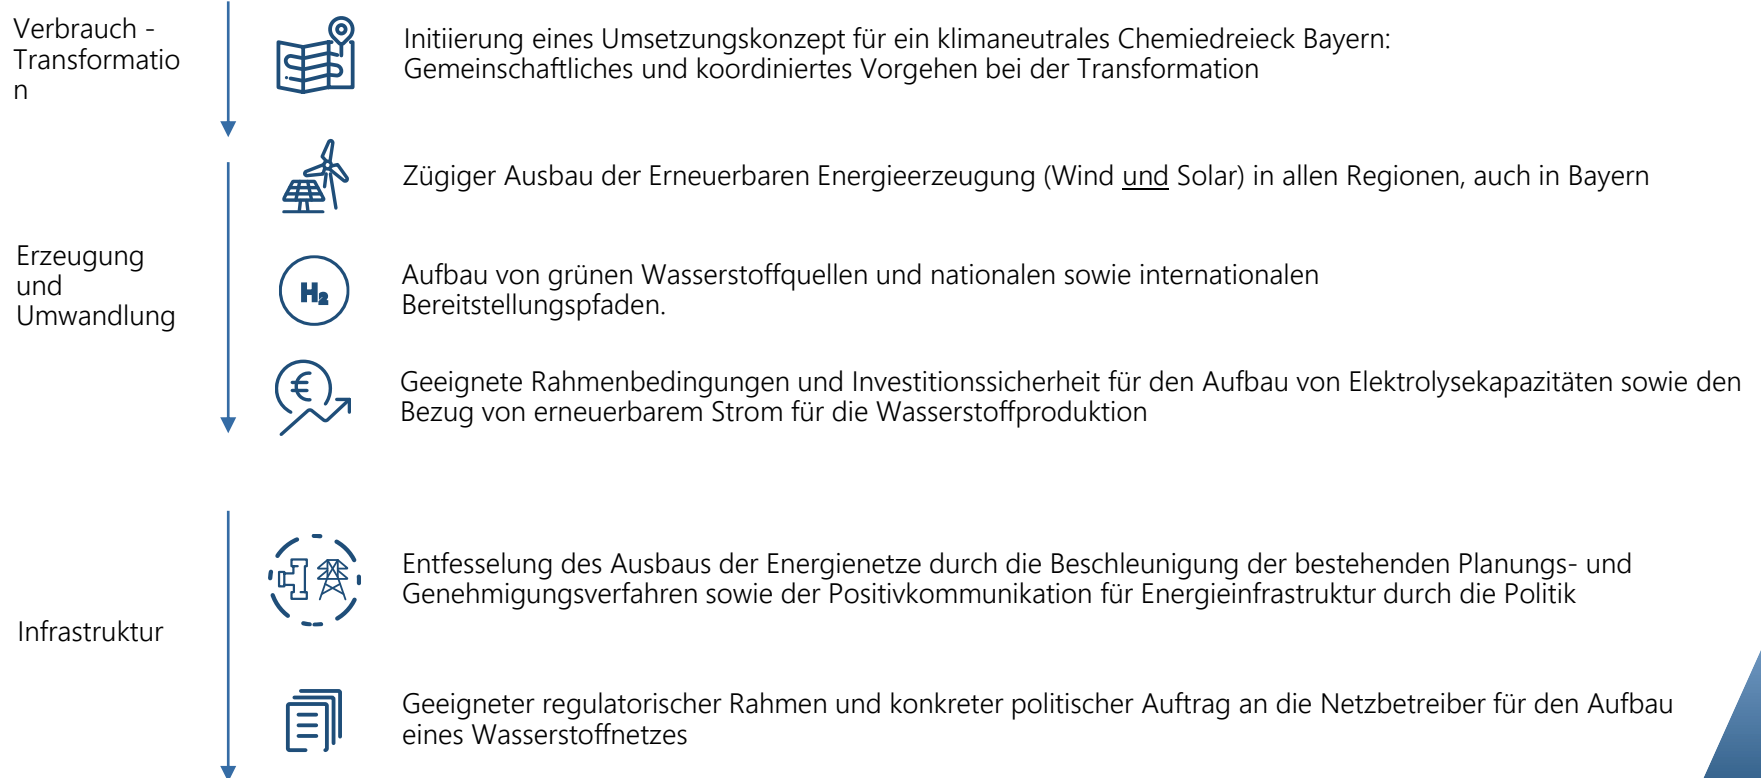 Verbrauch -
Transformatio
n
Initiierung eines Umsetzungskonzept für ein klimaneutrales Chemiedreieck Bayern:
Gemeinschaftliches und koordiniertes Vorgehen bei der Transformation
Zügiger Ausbau der Erneuerbaren Energieerzeugung (Wind und Solar) in allen Regionen, auch in Bayern
Erzeugung
und
Umwandlung
H₂
Aufbau von grünen Wasserstoffquellen und nationalen sowie internationalen
Bereitstellungspfaden.
€
Geeignete Rahmenbedingungen und Investitionssicherheit für den Aufbau von Elektrolysekapazitäten sowie den
Bezug von erneuerbarem Strom für die Wasserstoffproduktion
Infrastruktur
Entfesselung des Ausbaus der Energienetze durch die Beschleunigung der bestehenden Planungs- und
Genehmigungsverfahren sowie der Positivkommunikation für Energieinfrastruktur durch die Politik
Geeigneter regulatorischer Rahmen und konkreter politischer Auftrag an die Netzbetreiber für den Aufbau
eines Wasserstoffnetzes